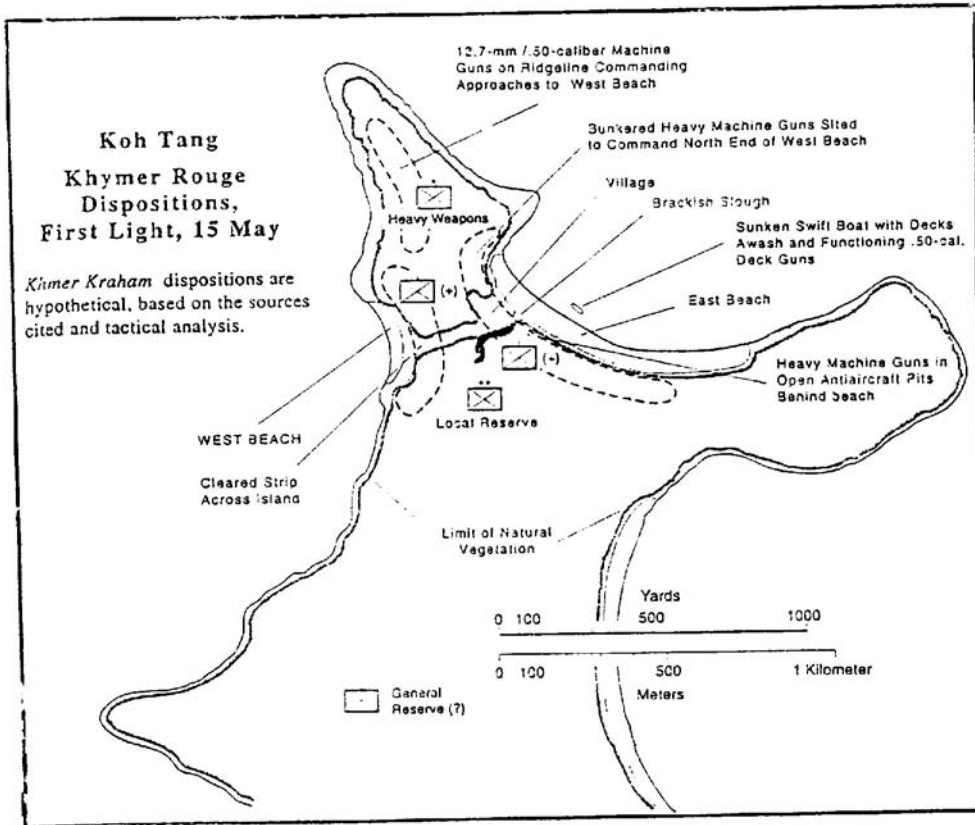 12.7-mm /.50-caliber Machine
Guns on Ridgeline Commanding
Approaches to West Beach
Koh Tang
Khymer Rouge
Dispositions,
First Light, 15 May
Khmer Kraham dispositions are
hypothetical, based on the sources
cited and tactical analysis.
Bunkered Heavy Machine Guns Sited
to Command North End of West Beach
Village
Brackish Slough
Heavy Weapons
Sunken Swift Boat with Decks
Awash and Functioning .50-cal.
Deck Guns
(+)
East Beach
(+)
Heavy Machine Guns in
Open Antiaircraft Pits
Behind beach
Local Reserve
WEST BEACH
Cleared Strip
Across Island
Limit of Natural
Vegetation
Yards
0 100 500 1000
0 100 500 1 Kilometer
Meters
General
Reserve (?)